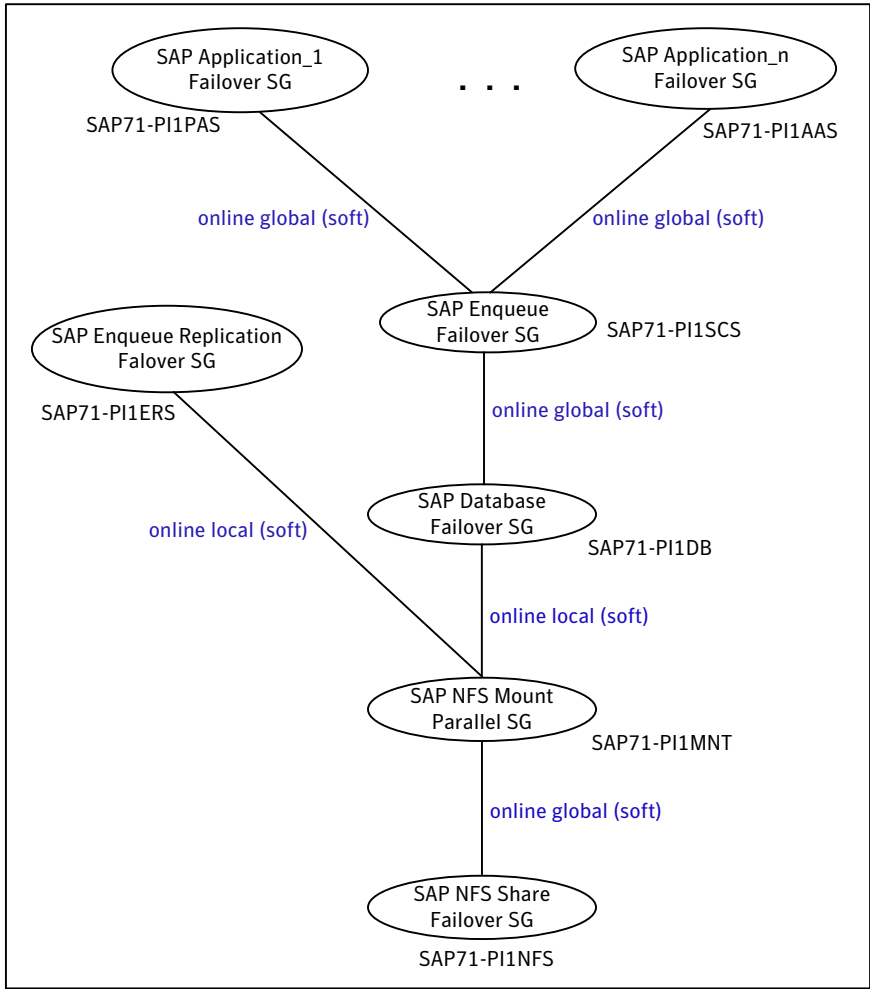 SAP Application_1
Failover SG
. . .
SAP Application_n
Failover SG
SAP71-PI1PAS
SAP71-PI1AAS
online global (soft)
online global (soft)
SAP Enqueue
Failover SG
SAP71-PI1SCS
SAP Enqueue Replication
Falover SG
SAP71-PI1ERS
online global (soft)
SAP Database
Failover SG
SAP71-PI1DB
online local (soft)
online local (soft)
SAP NFS Mount
Parallel SG
SAP71-PI1MNT
online global (soft)
SAP NFS Share
Failover SG
SAP71-PI1NFS